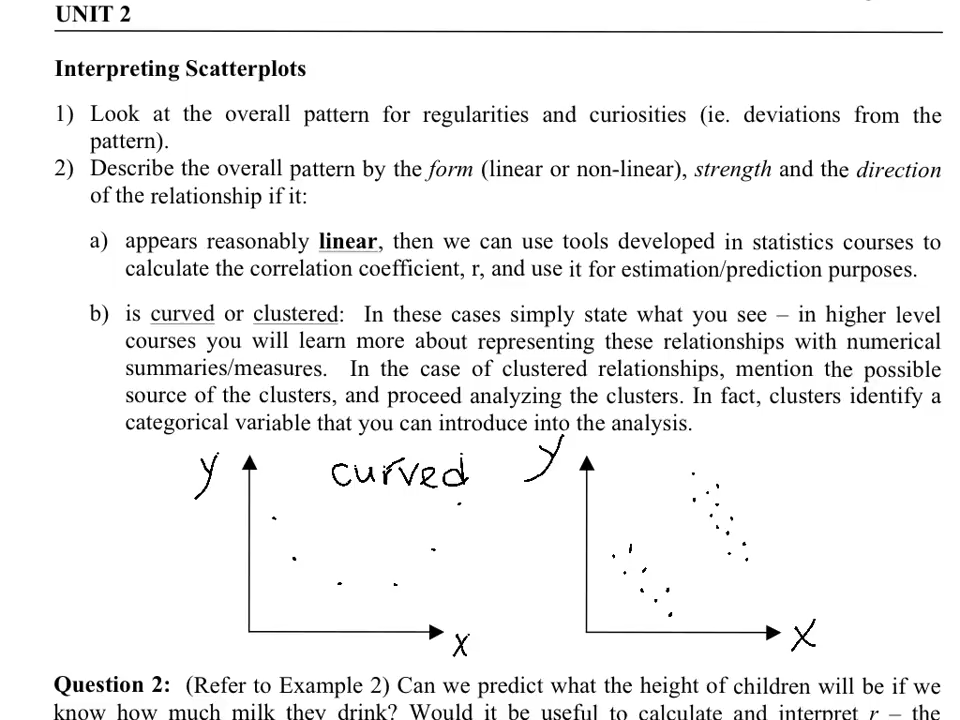 UNIT 2
Interpreting Scatterplots
1) Look at the overall pattern for regularities and curiosities (ie. deviations from the
pattern).
2) Describe the overall pattern by the form (linear or non-linear), strength and the direction
of the relationship if it:
a) appears reasonably linear, then we can use tools developed in statistics courses to
calculate the correlation coefficient, r, and use it for estimation/prediction purposes.
b) is curved or clustered: In these cases simply state what you see – in higher level
courses you will learn more about representing these relationships with numerical
summaries/measures. In the case of clustered relationships, mention the possible
source of the clusters, and proceed analyzing the clusters. In fact, clusters identify a
categorical variable that you can introduce into the analysis.
y curved y
x x
Question 2: (Refer to Example 2) Can we predict what the height of children will be if we
know how much milk they drink? Would it be useful to calculate and interpret r – the